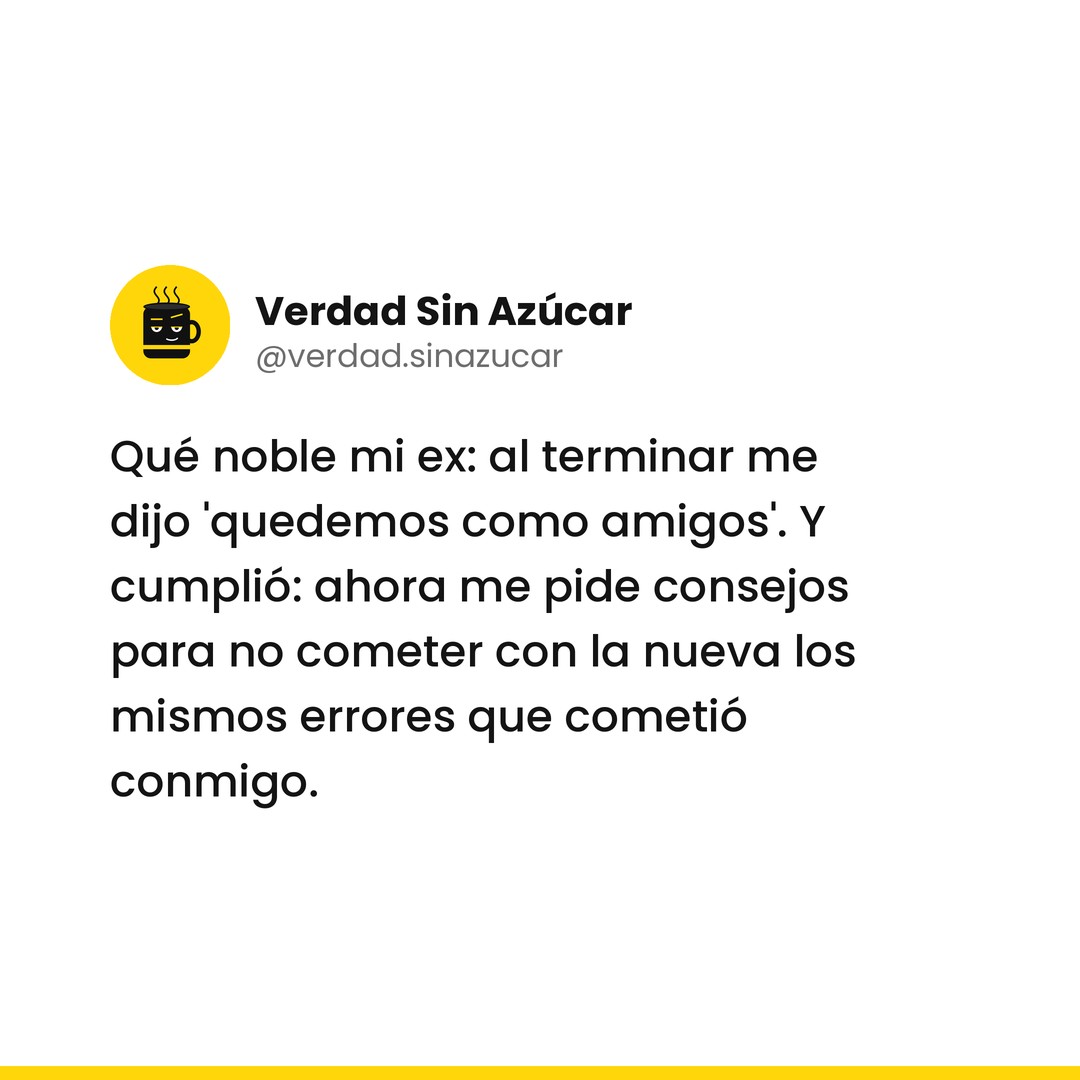 Verdad Sin Azúcar
@verdad.sinazucar
Qué noble mi ex: al terminar me
dijo 'quedemos como amigos'. Y
cumplió: ahora me pide consejos
para no cometer con la nueva los
mismos errores que cometió
conmigo.